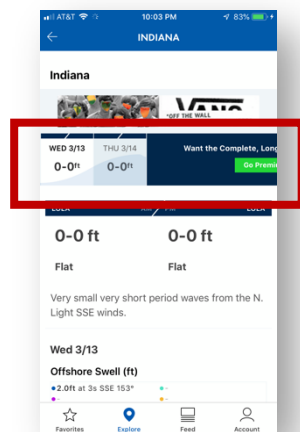 AT&T 10:03 PM 83%
INDIANA
Indiana
VANS
"OFF THE WALL
WED 3/13 THU 3/14 Want the Complete, Long
0-0ft 0-0ft Go Premi
0-0 ft 0-0 ft
Flat Flat
Very small very short period waves from the N.
Light SSE winds.
Wed 3/13
Offshore Swell (ft)
2.0ft at 3s SSE 153°
Favorites Explore Feed Account